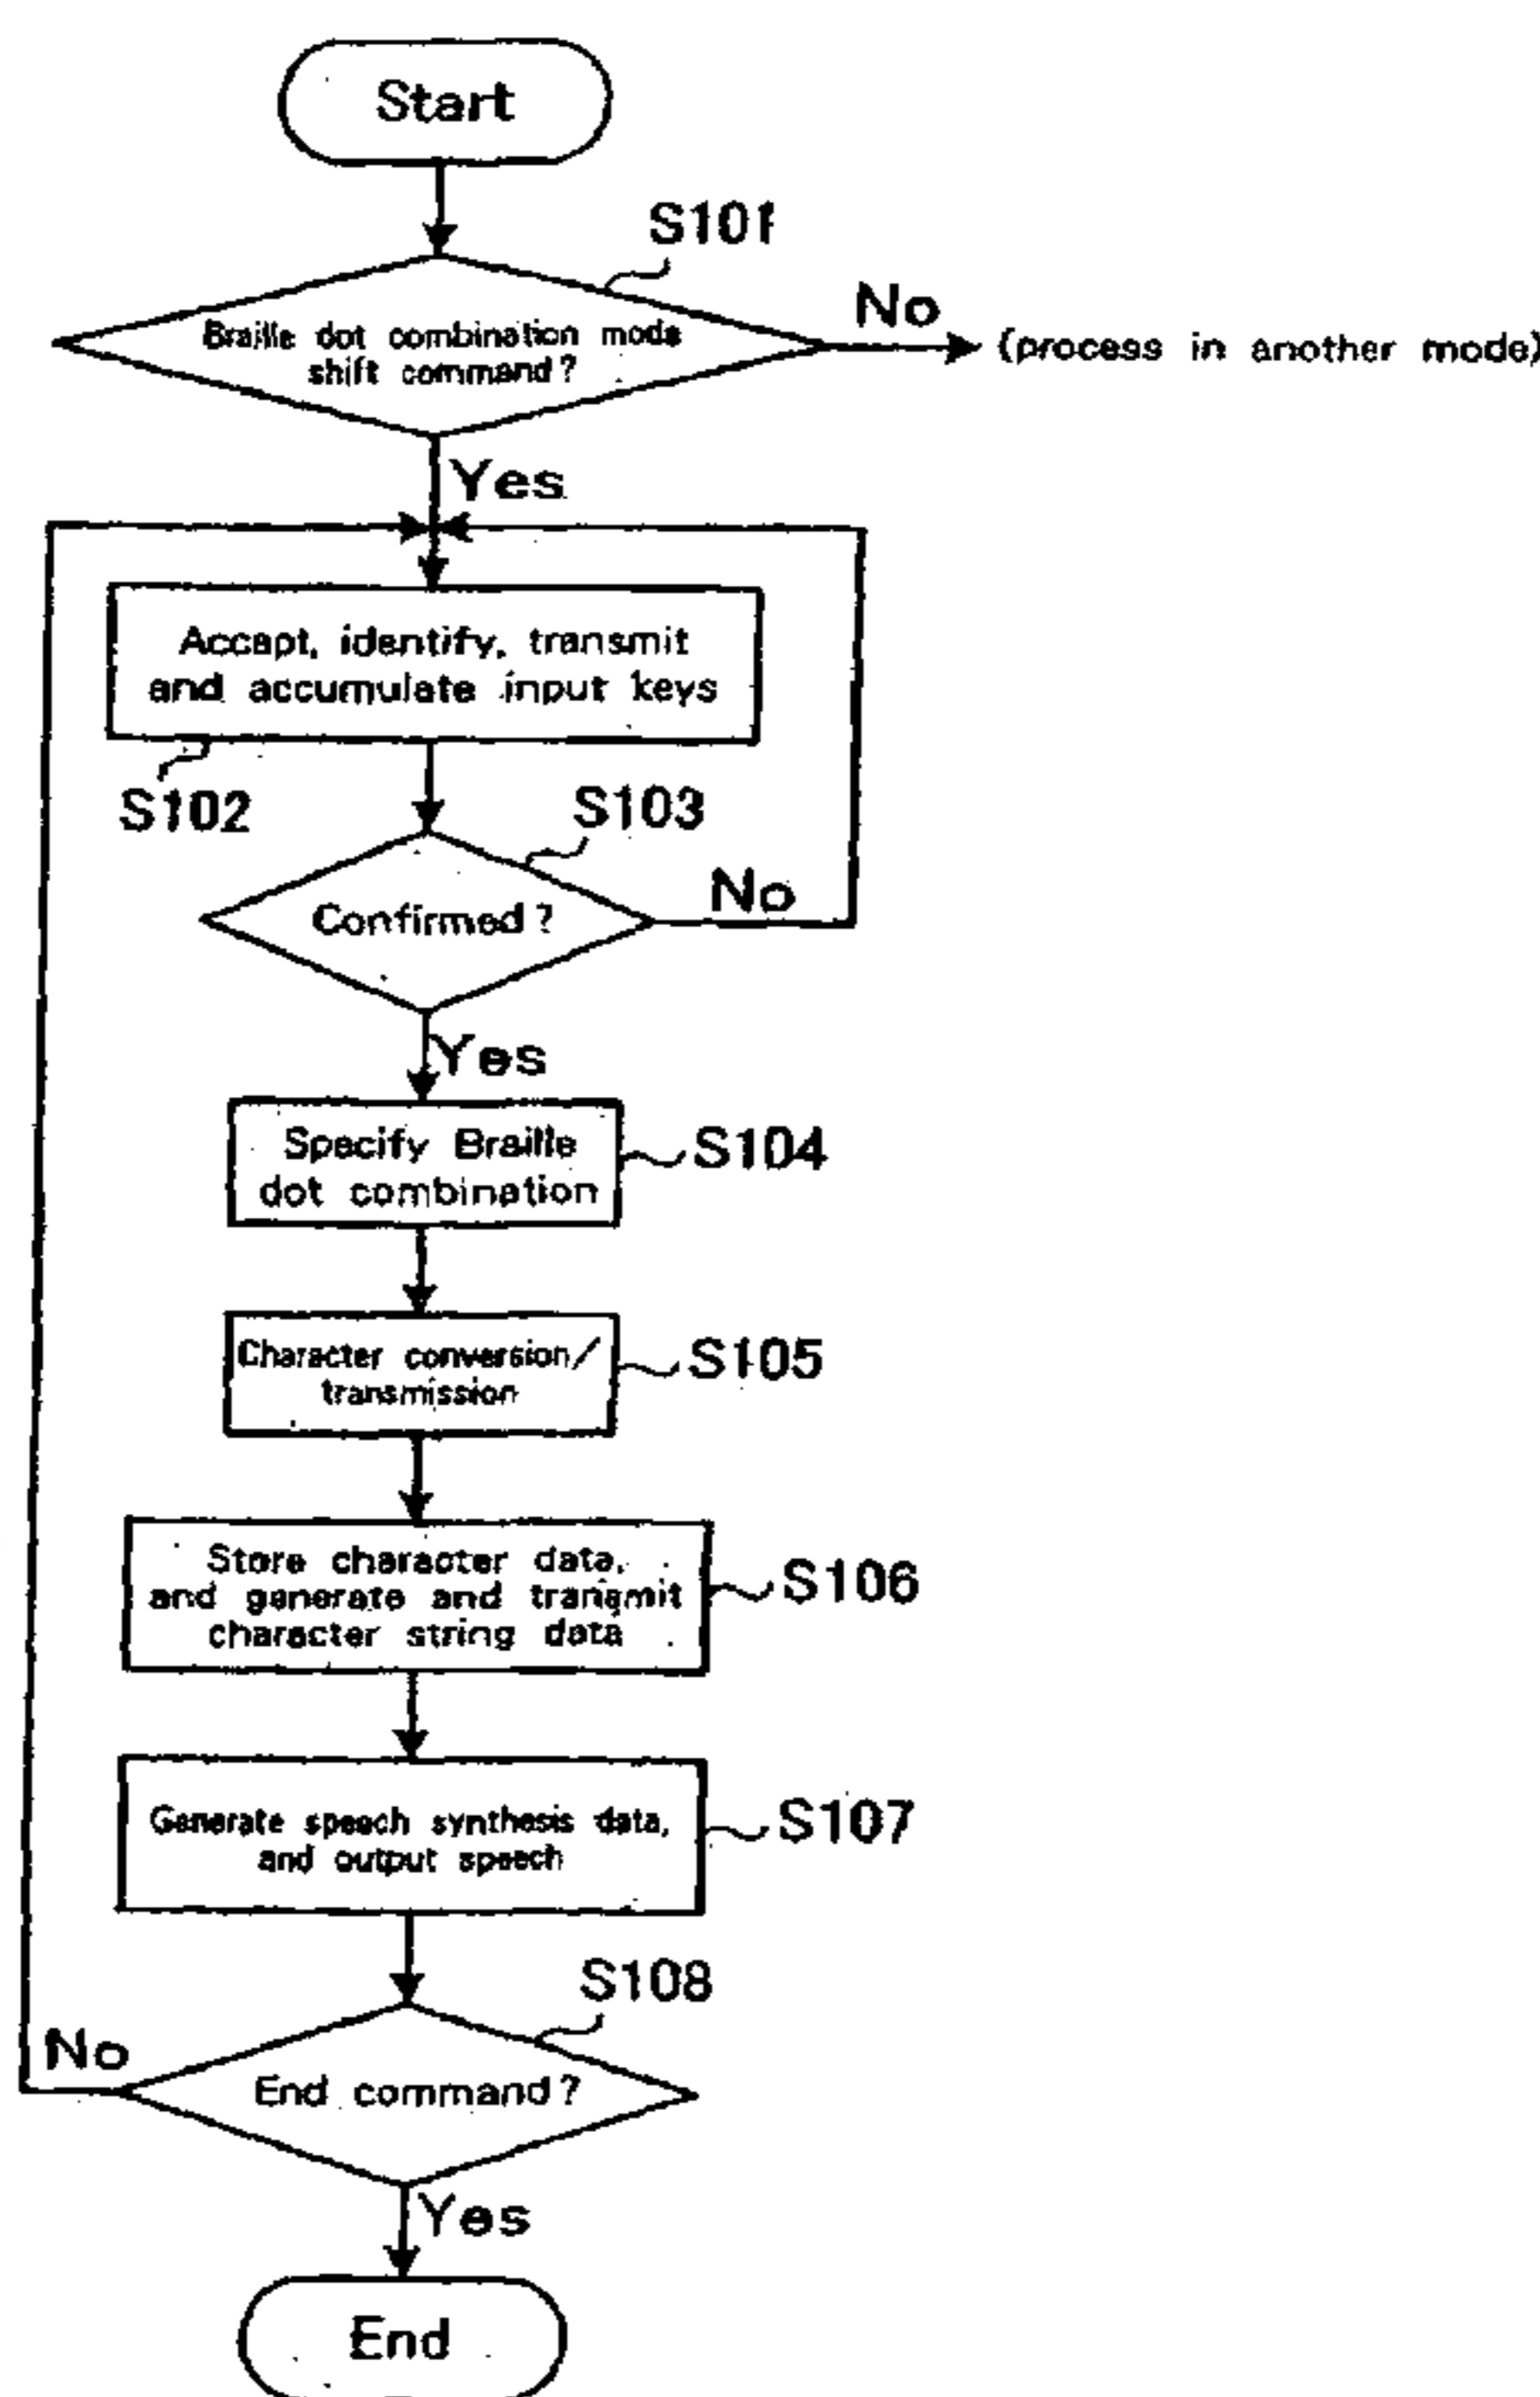 Start
S101
Braille dot combination mode
shift command?
No
(process in another mode)
Yes
Accept, identify, transmit
and accumulate input keys
S102
S103
Confirmed?
No
Yes
Specify Braille
dot combination
S104
Character conversion/
transmission
S105
Store character data,
and generate and transmit
character string data
S106
Generate speech synthesis data,
and output speech
S107
S108
No
End command?
Yes
End